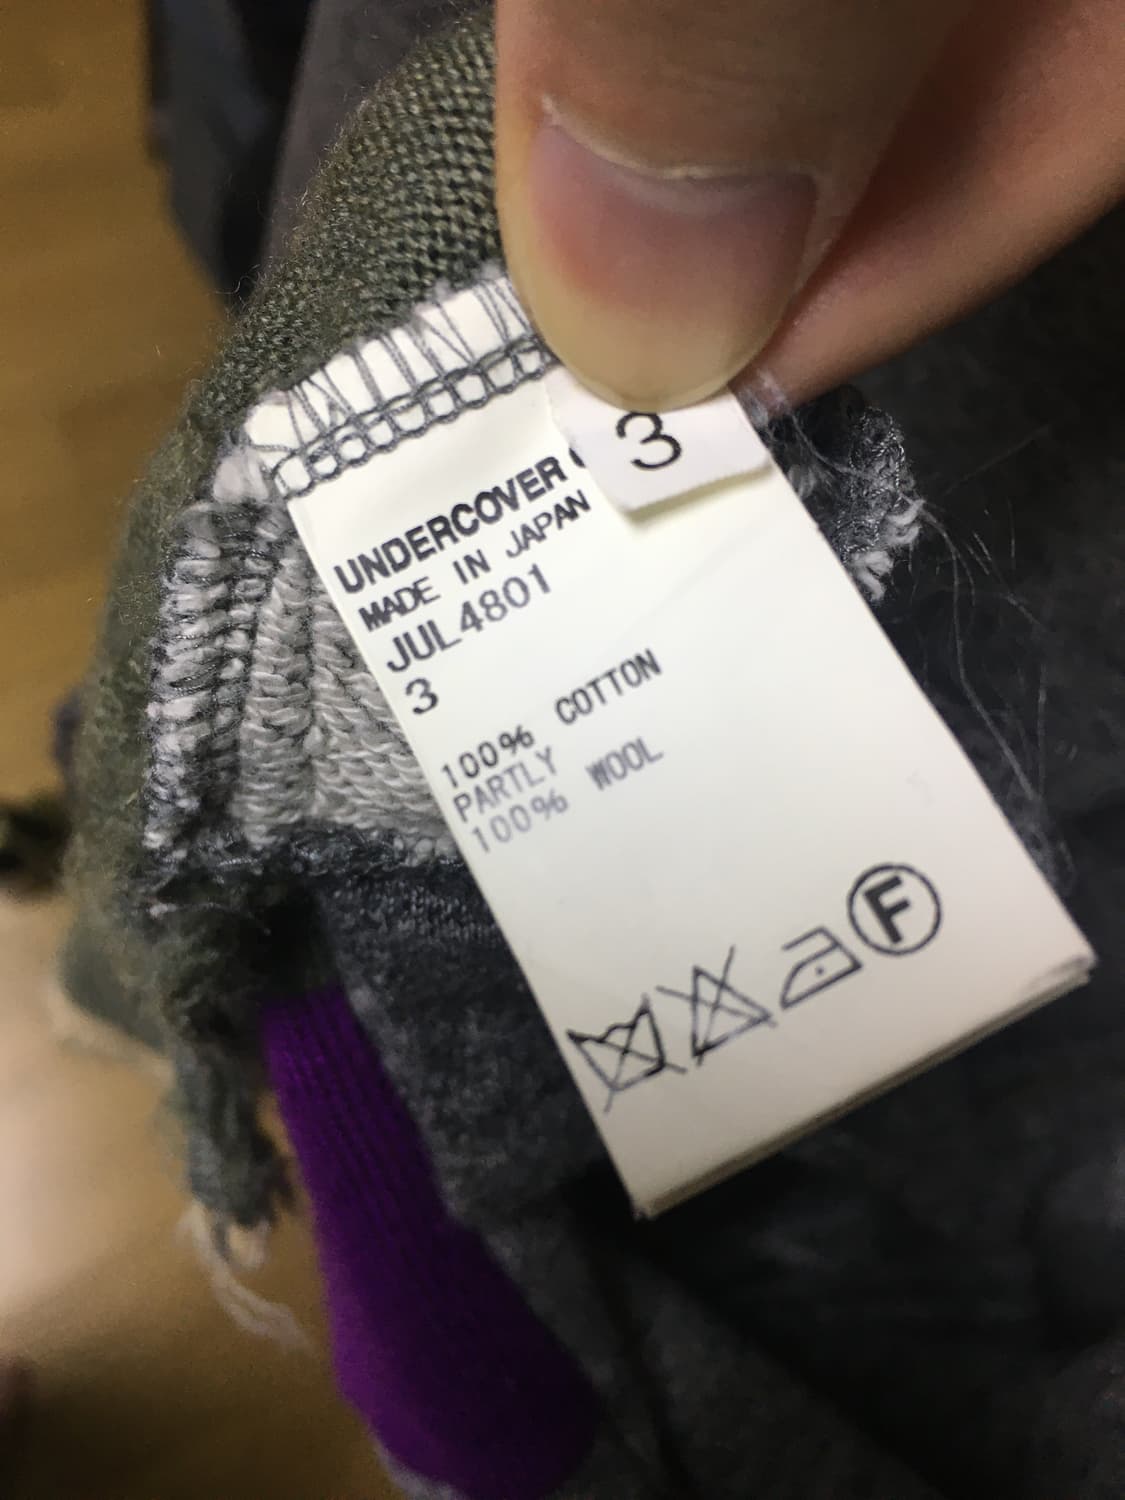 3
UNDERCOVER
MADE IN JAPAN
JUL4801
3
100% COTTON
PARTLY
100% WOOL
F